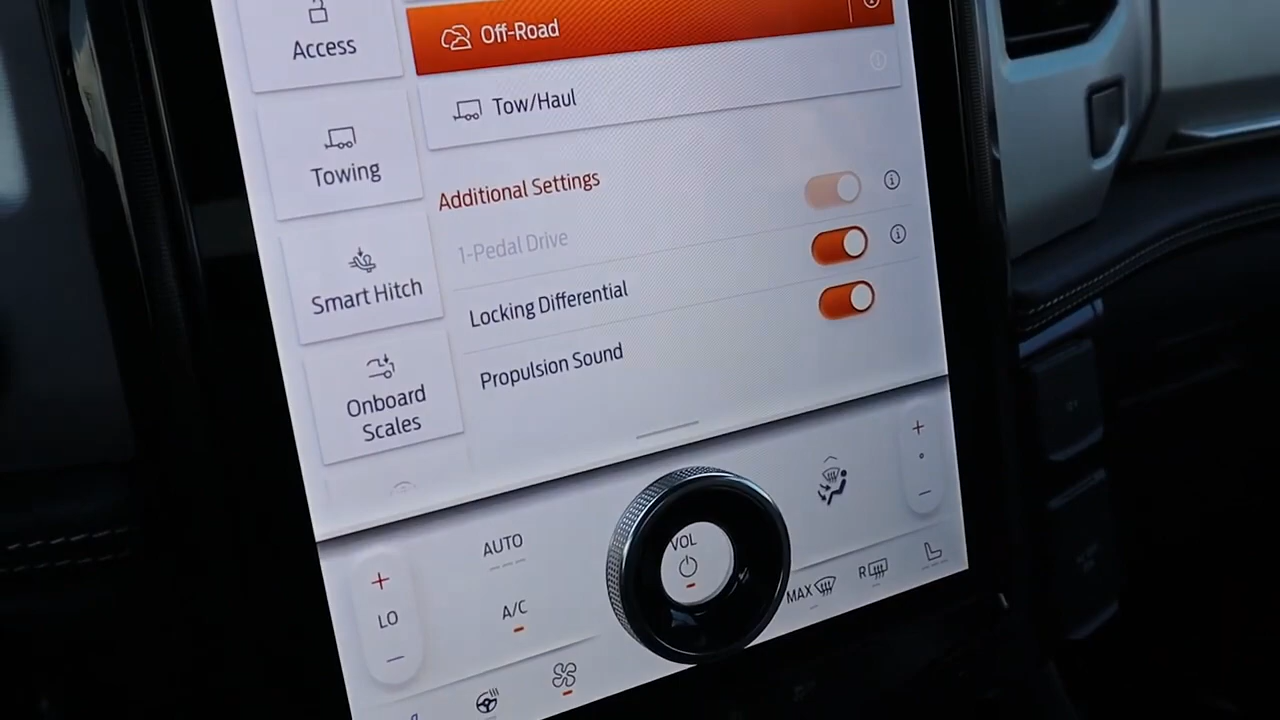 Access
Off-Road
Tow/Haul
Towing
Additional Settings
1-Pedal Drive
Smart Hitch
Locking Differential
Propulsion Sound
Onboard
Scales
AUTO
VOL
LO
A/C
MAX
R